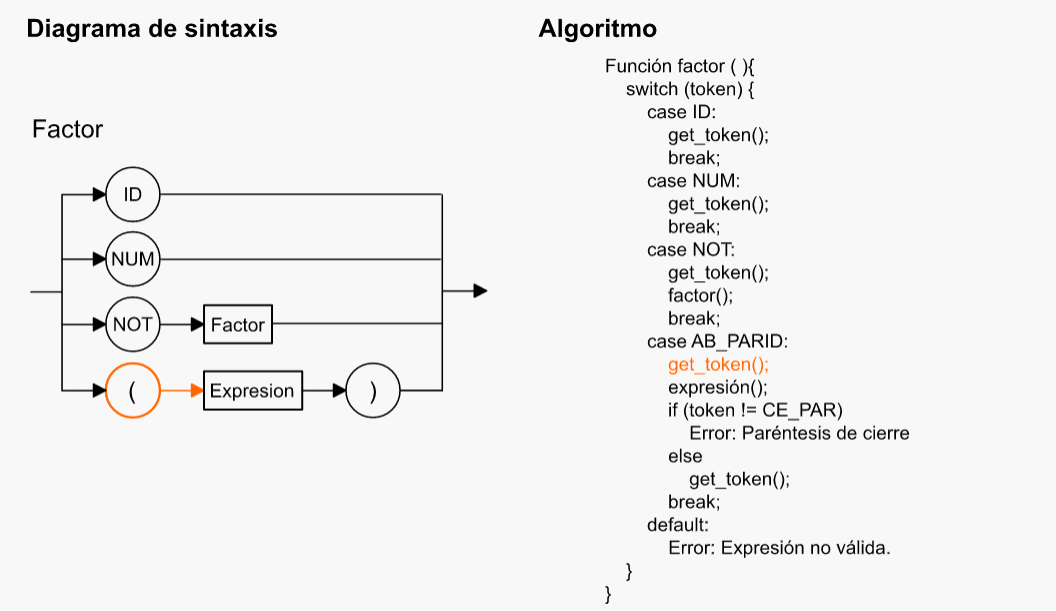 Diagrama de sintaxis
Factor
ID
NUM
NOT Factor
( Expresion )
Algoritmo
Función factor ( ){
switch (token) {
case ID:
get_token();
break;
case NUM:
get_token();
break;
case NOT:
get_token();
factor();
break;
case AB_PARID:
get_token();
expresión();
if (token != CE_PAR)
Error: Paréntesis de cierre
else
get_token();
break;
default:
Error: Expresión no válida.
}
}